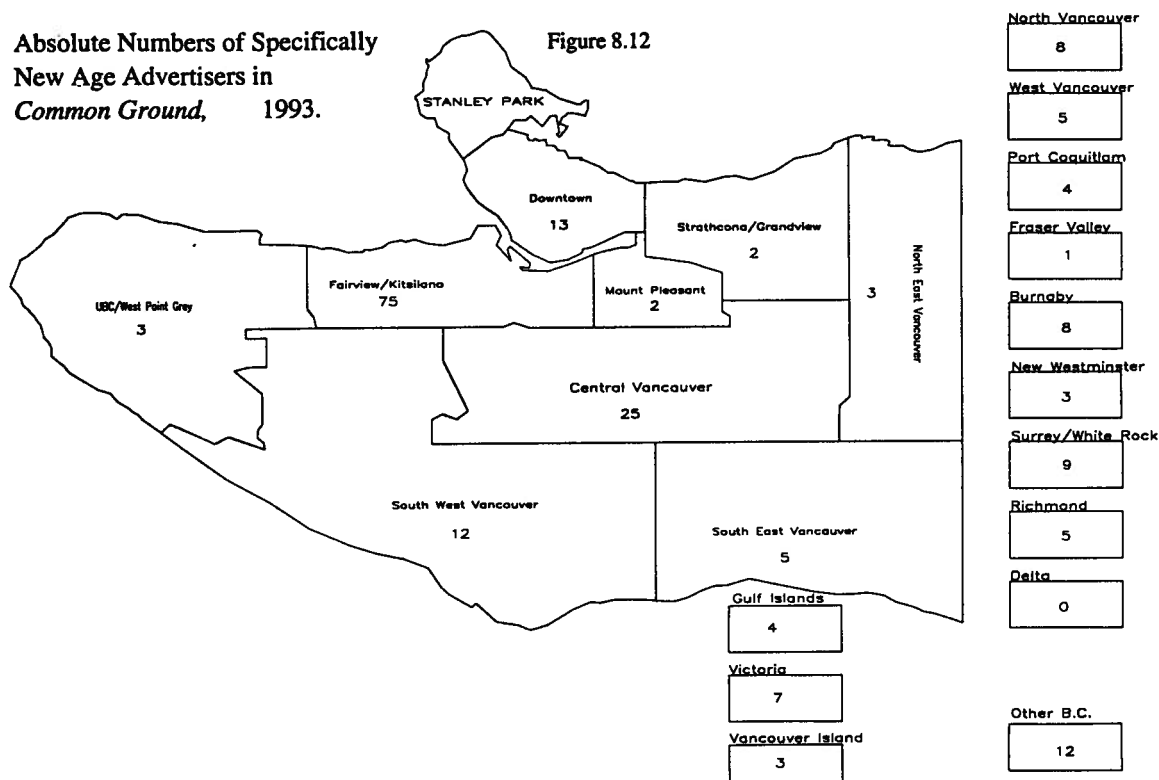 Absolute Numbers of Specifically
New Age Advertisers in
Common Ground, 1993.
Figure 8.12
STANLEY PARK
Downtown
13
Strathcona/Grandview
2
North East Vancouver
3
UBC/West Point Grey
3
Fairview/Kitsilano
75
Mount Pleasant
2
Central Vancouver
25
South West Vancouver
12
South East Vancouver
5
North Vancouver
8
West Vancouver
5
Port Coquitlam
4
Fraser Valley
1
Burnaby
8
New Westminster
3
Surrey/White Rock
9
Richmond
5
Delta
0
Gulf Islands
4
Victoria
7
Vancouver Island
3
Other B.C.
12